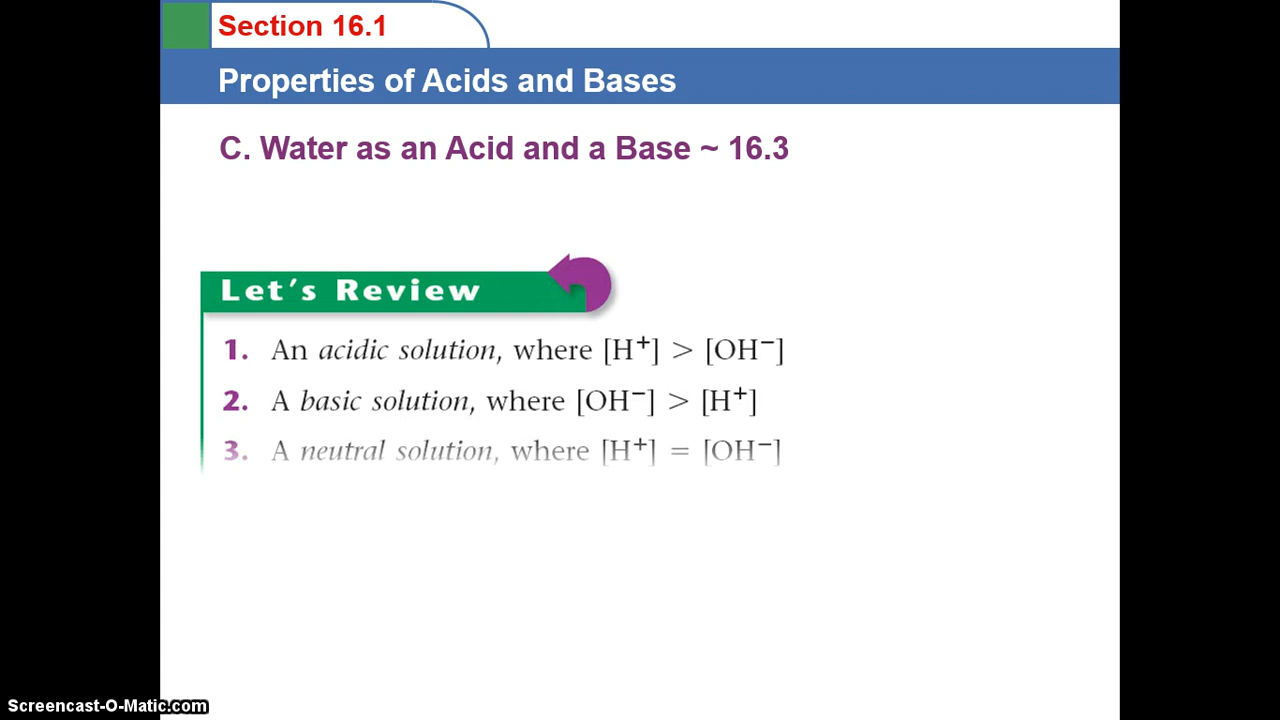 Section 16.1
Properties of Acids and Bases
C. Water as an Acid and a Base ~ 16.3
Let's Review
1. An acidic solution, where [H⁺] > [OH⁻]
2. A basic solution, where [OH⁻] > [H⁺]
3. A neutral solution, where [H⁺] = [OH⁻]
Screencast-O-Matic.com